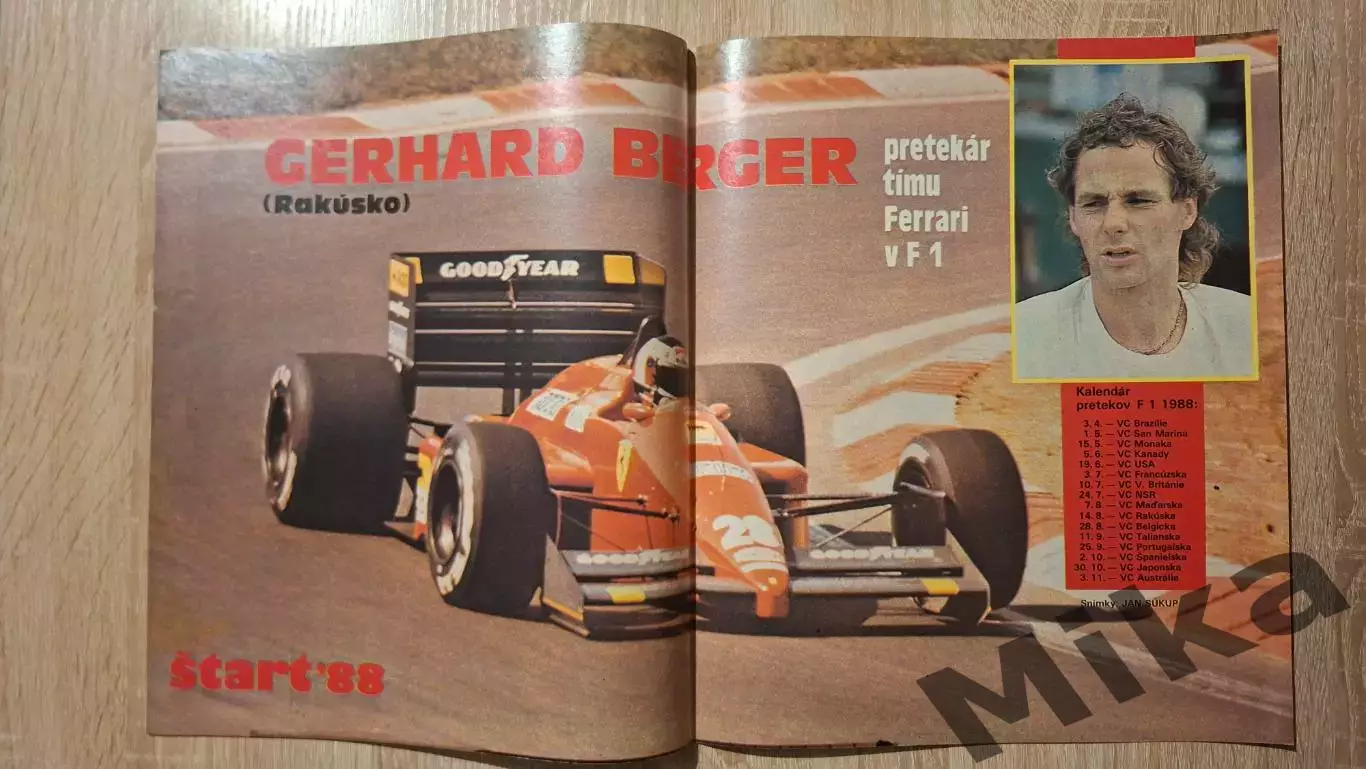 GERHARD BERGER
(Rakúsko)
pretekár
tímu
Ferrari
v F 1
GOODYEAR
28
GOODYEAR
GOODYEAR
Kalendár
pretekov F 1 1988:
3. 4. — VC Brazílie
1. 5. — VC San Marina
15. 5. — VC Monaka
5. 6. — VC Kanady
19. 6. — VC USA
3. 7. — VC Francúzska
10. 7. — VC V. Británie
24. 7. — VC NSR
7. 8. — VC Maďarska
14. 8. — VC Rakúska
28. 8. — VC Belgicka
11. 9. — VC Talianska
25. 9. — VC Portugalska
2. 10. — VC Španielska
30. 10. — VC Japonska
3. 11. — VC Austrálie
Snímky: JAN SUKUP
štart '88
Mika